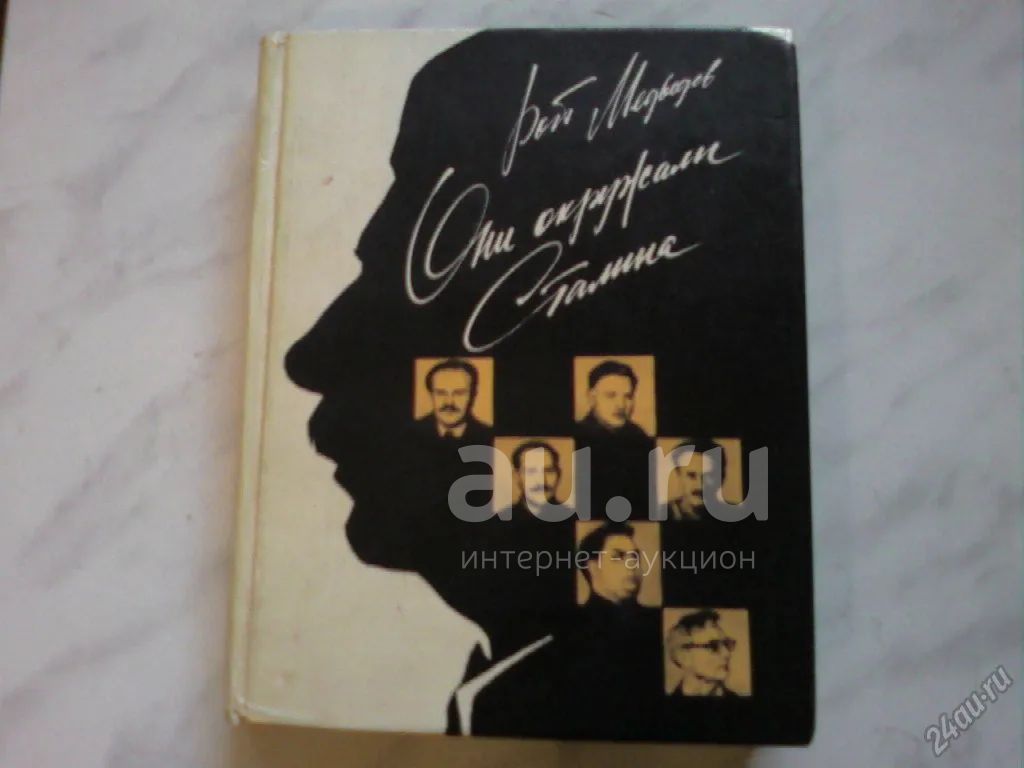 Рой Медведев
Они окружали
Сталина
au.ru
интернет-аукцион
24au.ru